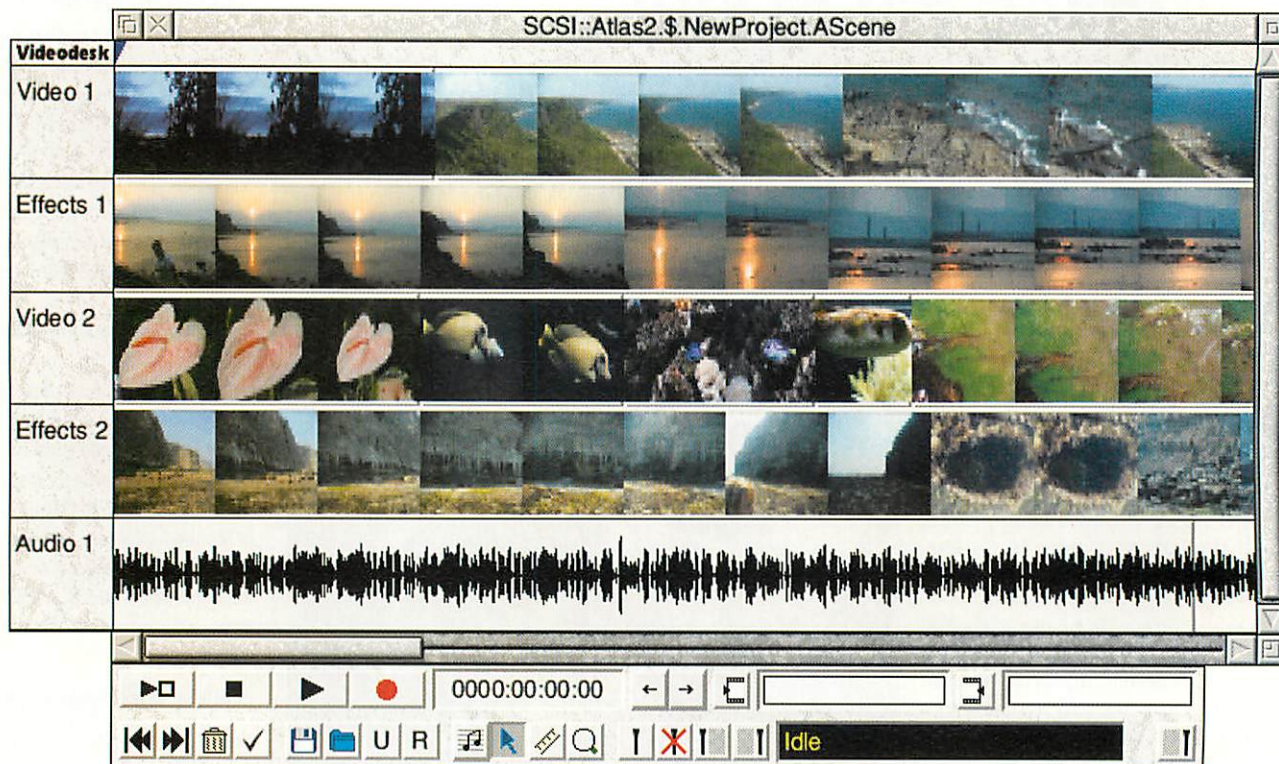 SCSI::Atlas2.$.NewProject.AScene
Videodesk
Video 1
Effects 1
Video 2
Effects 2
Audio 1
0000:00:00:00
U R
Idle